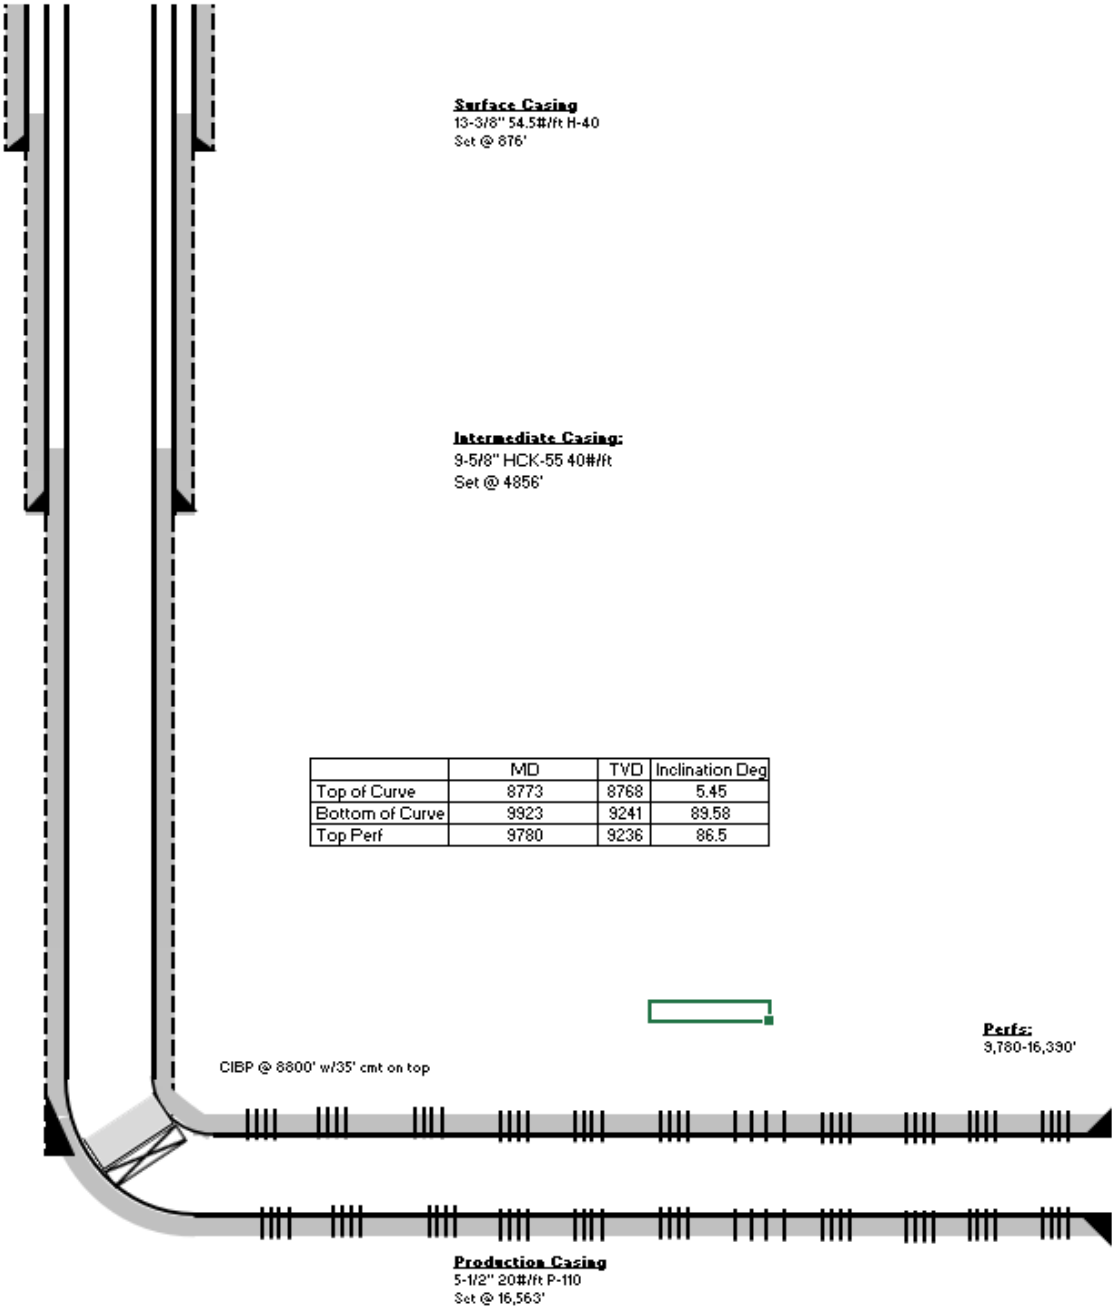 Surface Casing
13-3/8" 54.5#/ft H-40
Set @ 876'
Intermediate Casing:
9-5/8" HCK-55 40#/ft
Set @ 4856'
MD TVD Inclination Deg
Top of Curve 8773 8768 5.45
Bottom of Curve 9923 9241 89.58
Top Perf 9780 9236 86.5
Perfs:
9,780-16,390'
CIBP @ 8800' w/35' cmt on top
Production Casing
5-1/2" 20#/ft P-110
Set @ 16,563'